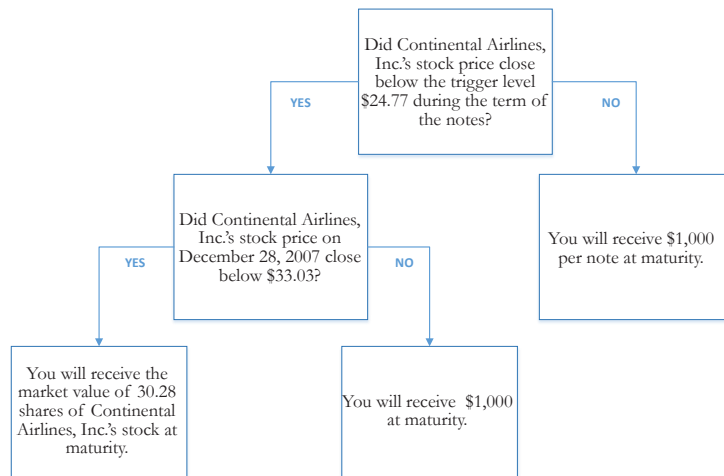 Did Continental Airlines,
Inc.'s stock price close
below the trigger level
$24.77 during the term of
the notes?
YES
NO
Did Continental Airlines,
Inc.'s stock price on
December 28, 2007 close
below $33.03?
You will receive $1,000
per note at maturity.
YES
NO
You will receive the
market value of 30.28
shares of Continental
Airlines, Inc.'s stock at
maturity.
You will receive  $1,000
at maturity.